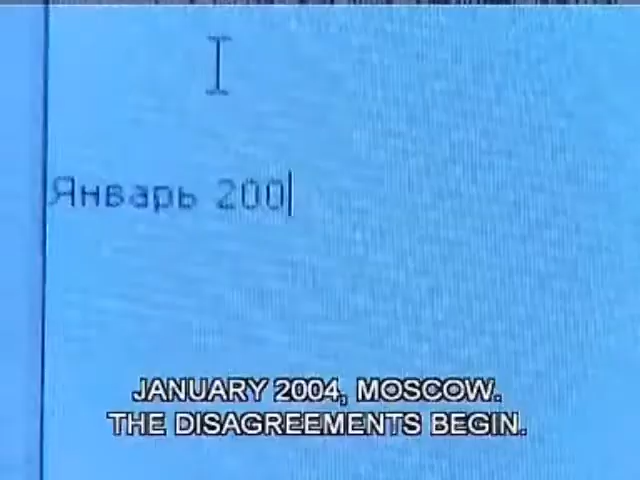 Январь 200
JANUARY 2004, MOSCOW.
THE DISAGREEMENTS BEGIN.